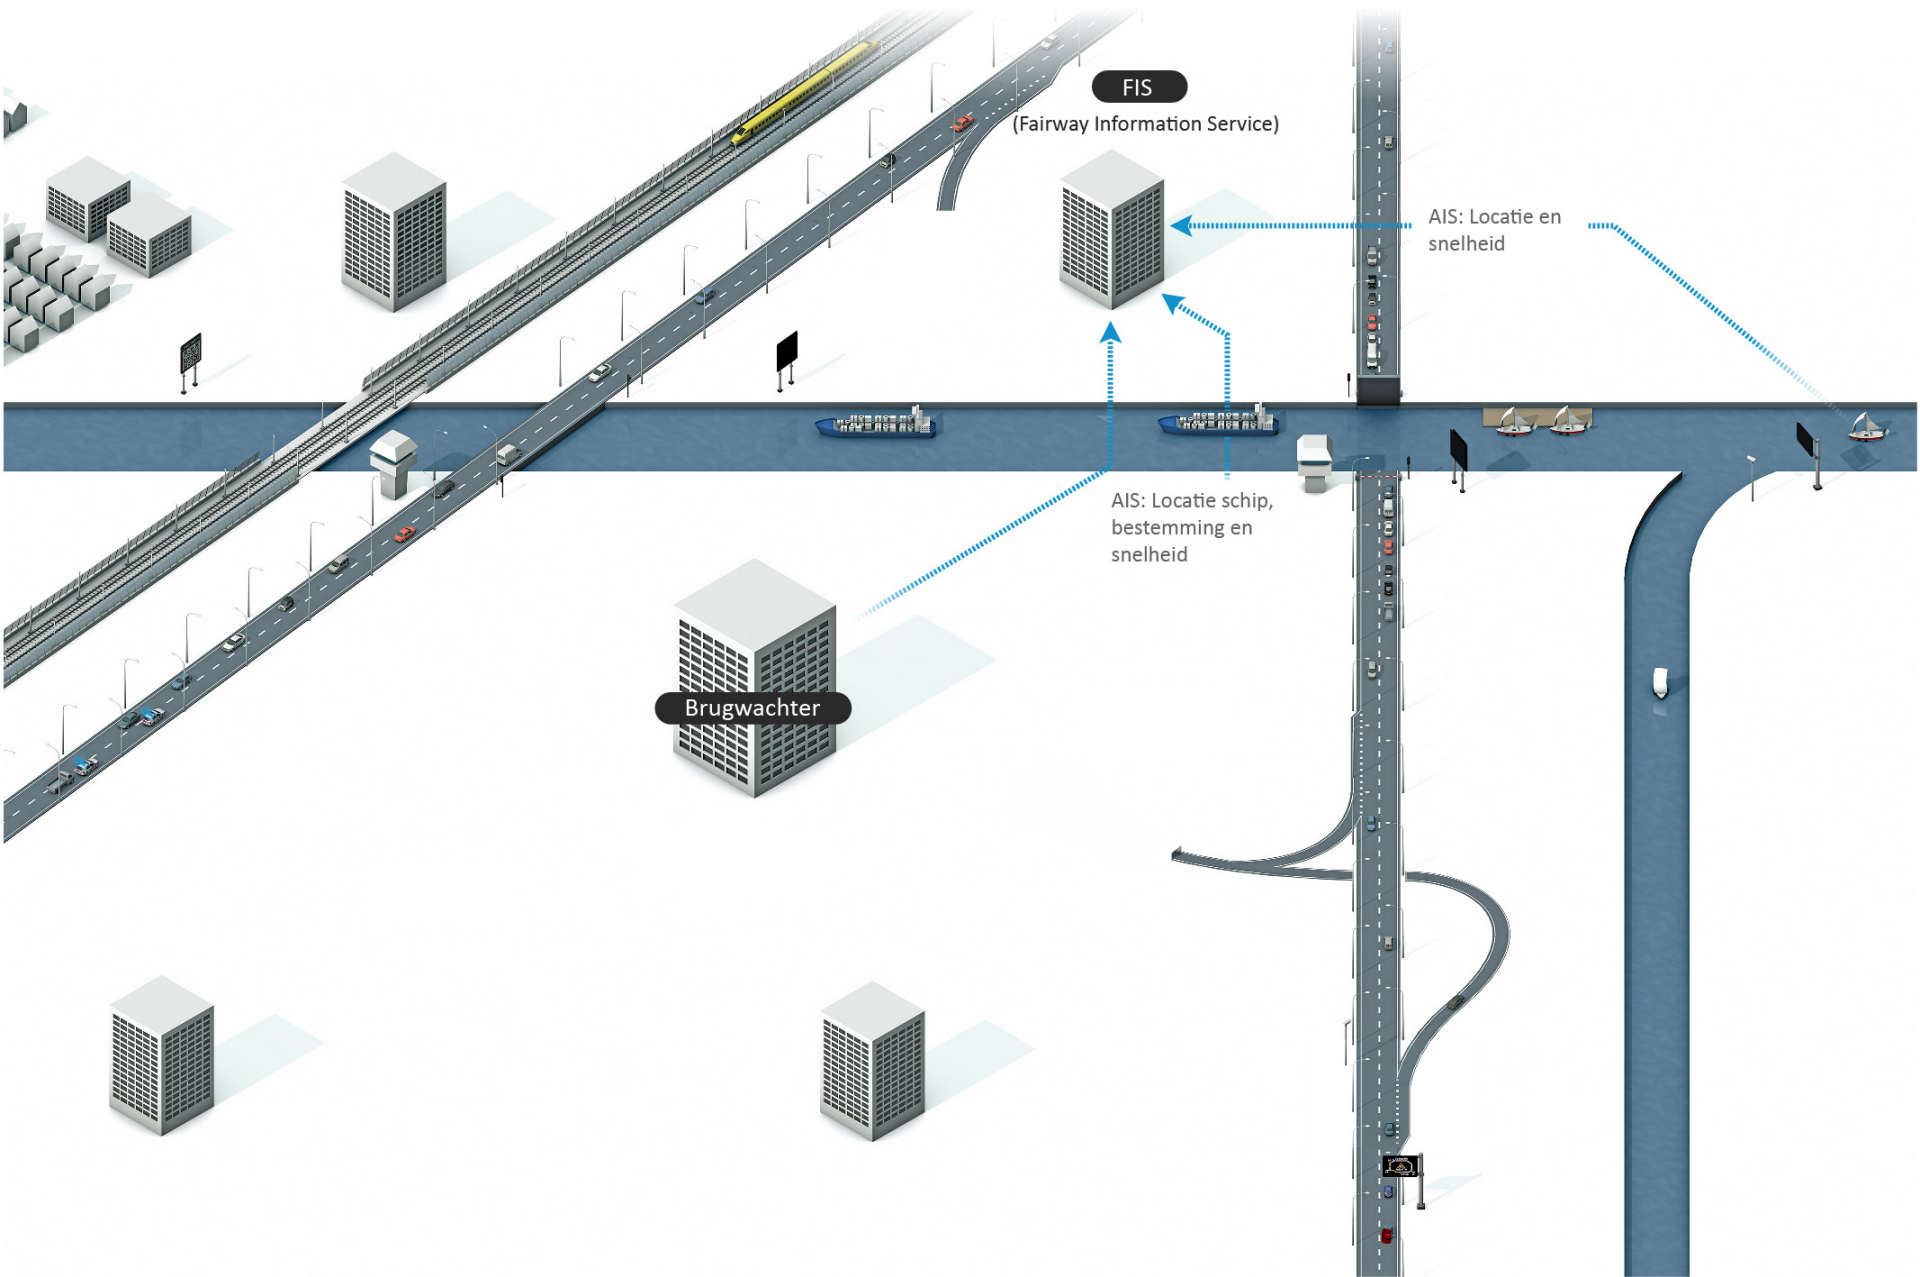 FIS
(Fairway Information Service)
AIS: Locatie en
snelheid
AIS: Locatie schip,
bestemming en
snelheid
Brugwachter